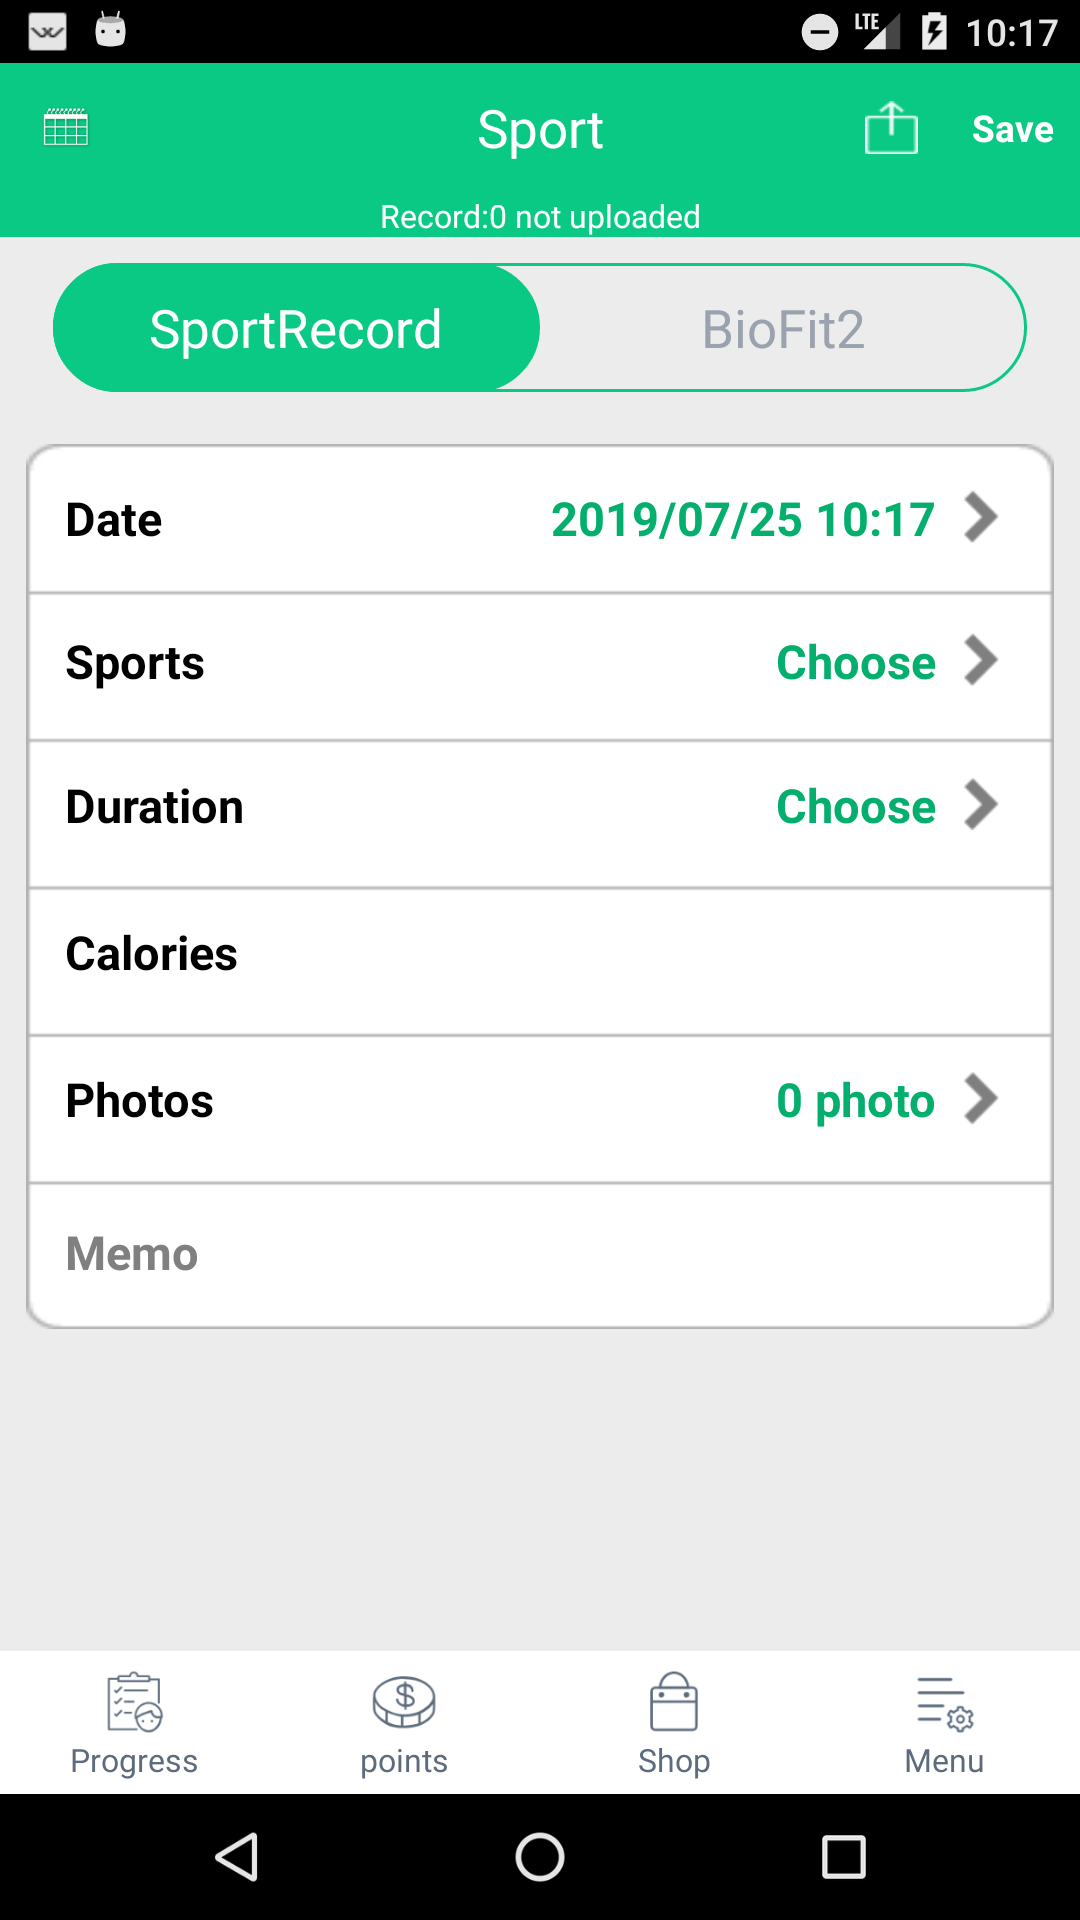 LTE 10:17
Sport Save
Record:0 not uploaded
SportRecord BioFit2
Date 2019/07/25 10:17
Sports Choose
Duration Choose
Calories
Photos 0 photo
Memo
Progress points Shop Menu